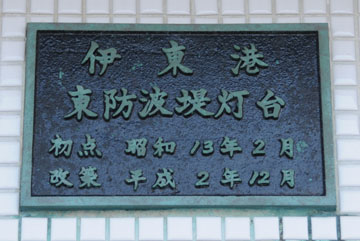 伊東港
東防波堤灯台
初点 昭和 13年2月
改築 平成 2年12月